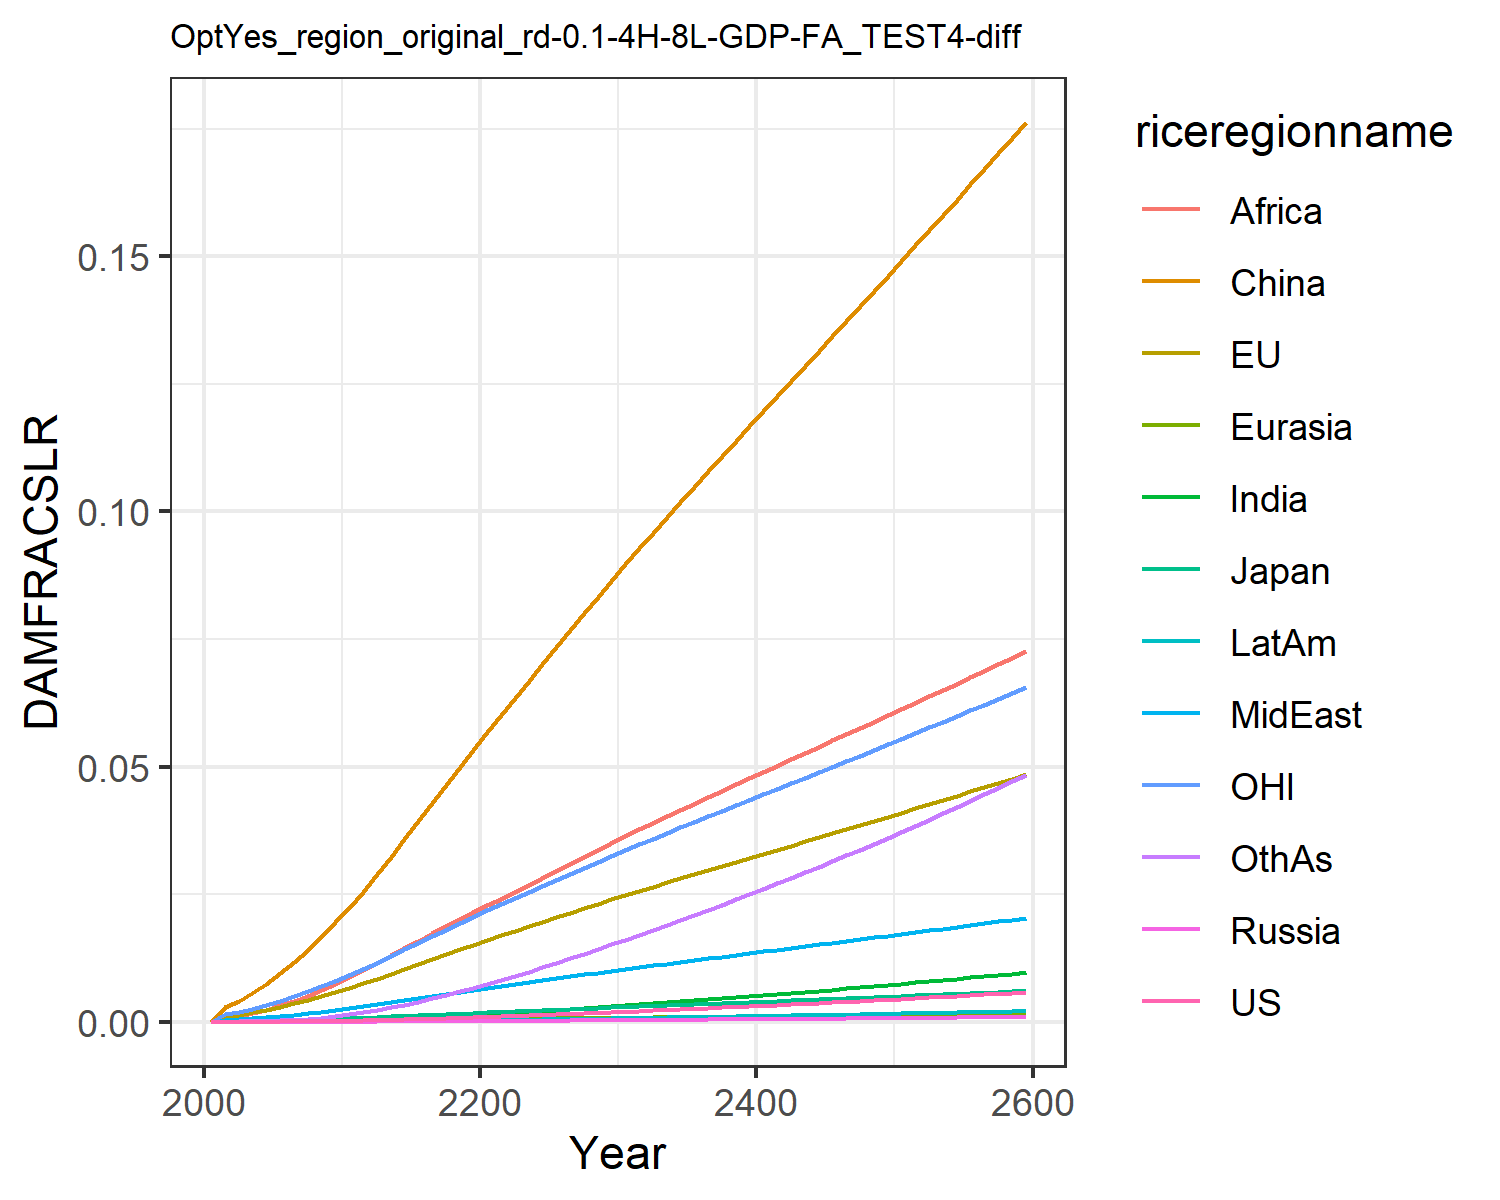 OptYes_region_original_rd-0.1-4H-8L-GDP-FA_TEST4-diff
DAMFRACSLR
0.15
0.10
0.05
0.00
2000
2200
2400
2600
Year
riceregionname
Africa
China
EU
Eurasia
India
Japan
LatAm
MidEast
OHI
OthAs
Russia
US